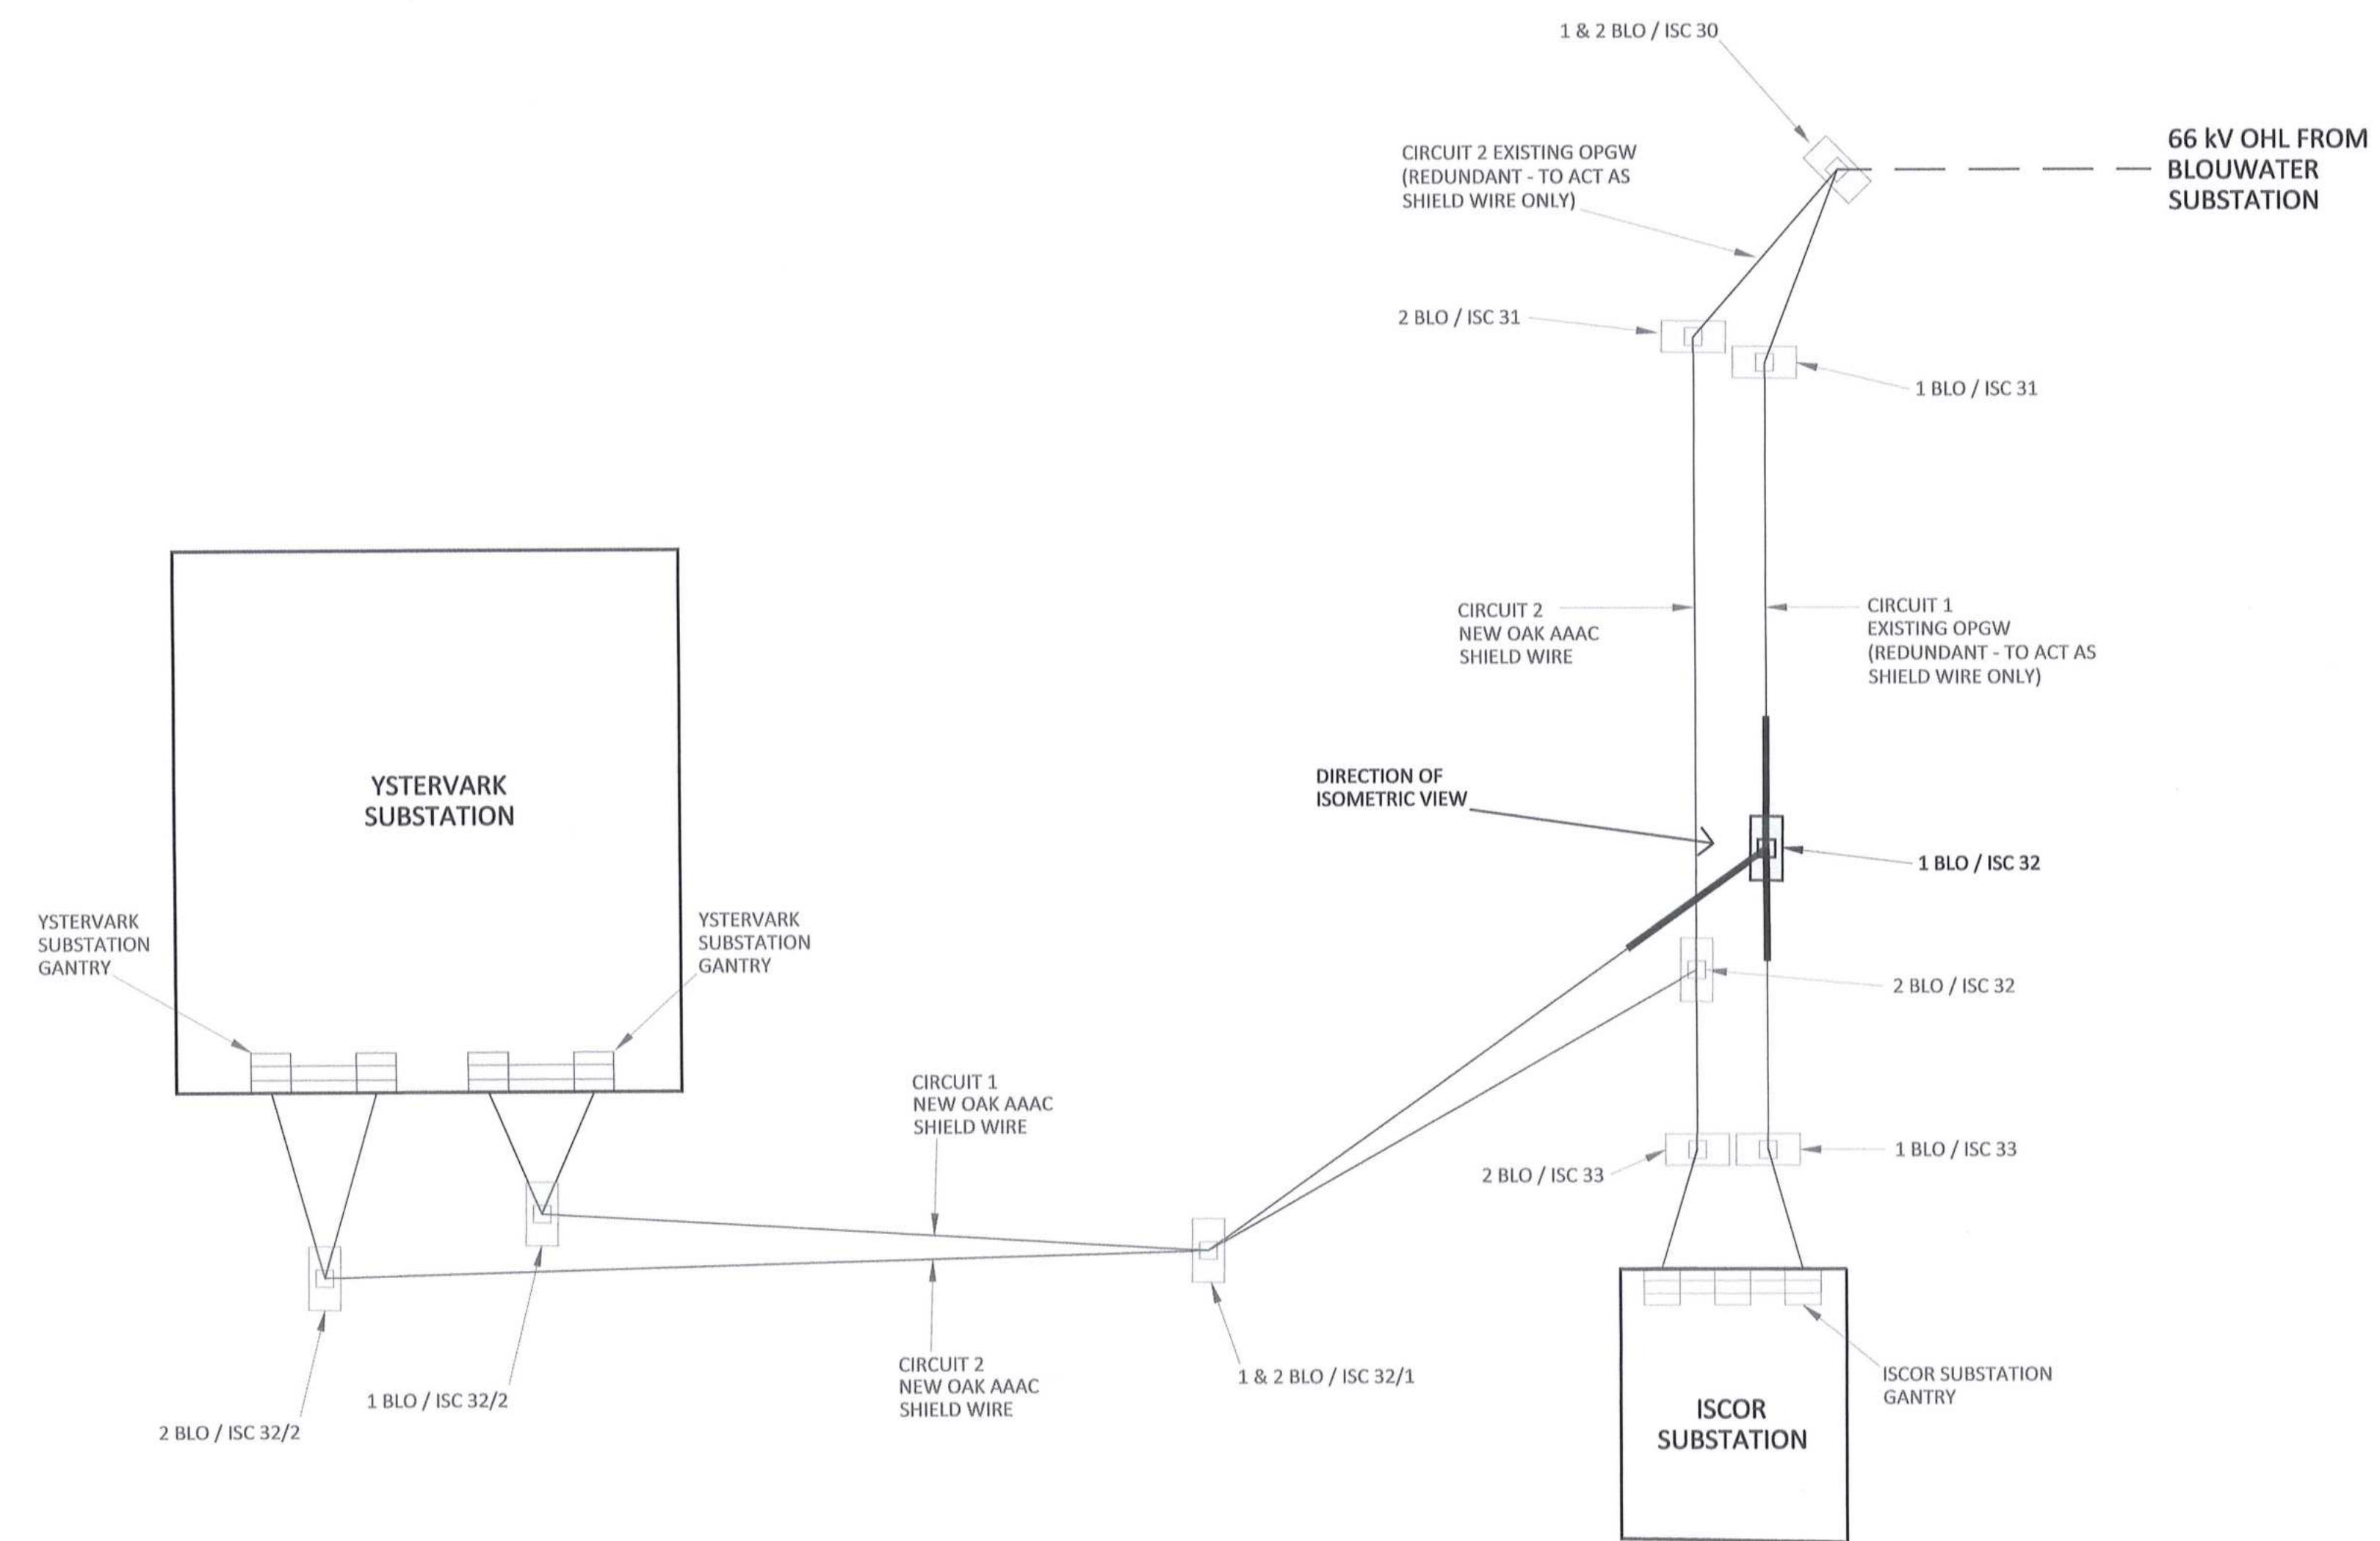 1 & 2 BLO / ISC 30
66 kV OHL FROM
BLOUWATER
SUBSTATION
CIRCUIT 2 EXISTING OPGW
(REDUNDANT - TO ACT AS
SHIELD WIRE ONLY)
2 BLO / ISC 31
1 BLO / ISC 31
CIRCUIT 2
NEW OAK AAAC
SHIELD WIRE
CIRCUIT 1
EXISTING OPGW
(REDUNDANT - TO ACT AS
SHIELD WIRE ONLY)
DIRECTION OF
ISOMETRIC VIEW
YSTERVARK
SUBSTATION
1 BLO / ISC 32
YSTERVARK
SUBSTATION
GANTRY
YSTERVARK
SUBSTATION
GANTRY
2 BLO / ISC 32
CIRCUIT 1
NEW OAK AAAC
SHIELD WIRE
2 BLO / ISC 33
1 BLO / ISC 33
CIRCUIT 2
NEW OAK AAAC
SHIELD WIRE
1 & 2 BLO / ISC 32/1
1 BLO / ISC 32/2
2 BLO / ISC 32/2
ISCOR SUBSTATION
GANTRY
ISCOR
SUBSTATION